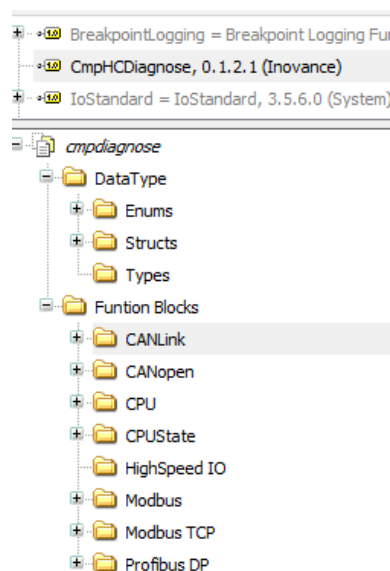 BreakpointLogging = Breakpoint Logging Fu
CmpHCDiagnose, 0.1.2.1 (Inovance)
IoStandard = IoStandard, 3.5.6.0 (System)
cmpdiagnose
DataType
Enums
Structs
Types
Funtion Blocks
CANLink
CANopen
CPU
CPUState
HighSpeed IO
Modbus
Modbus TCP
Profibus DP